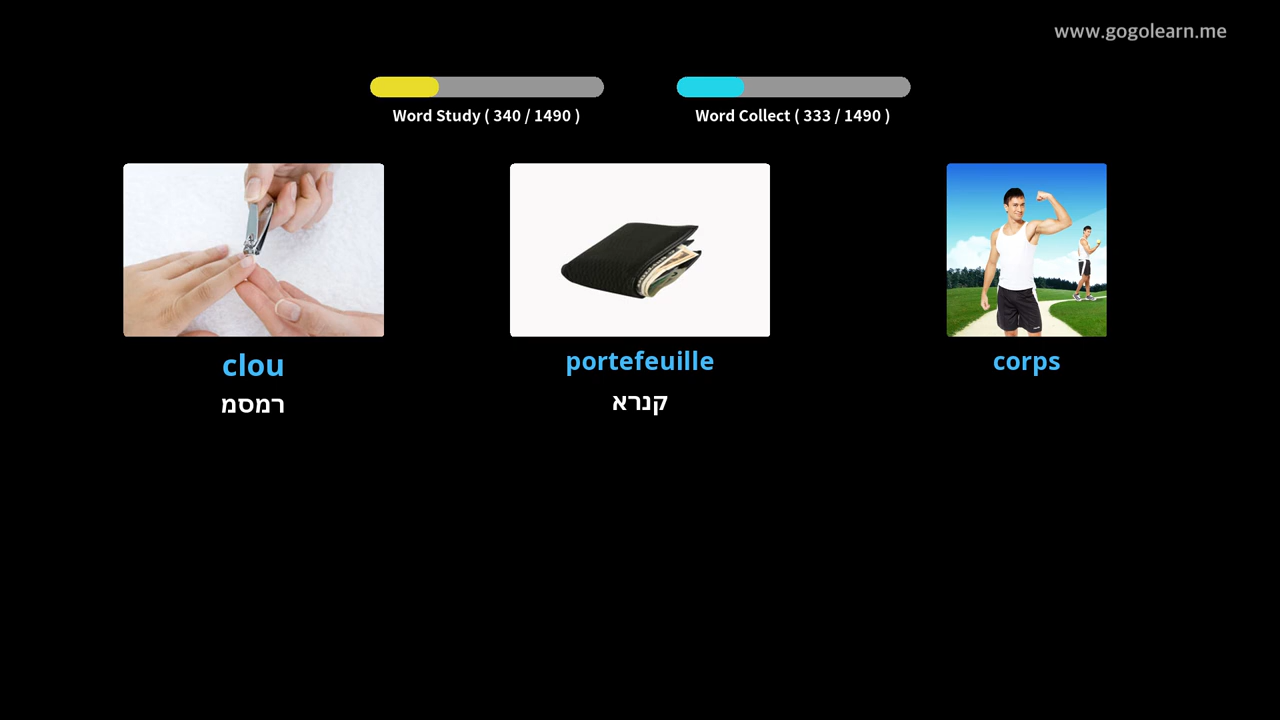 www.gogolearn.me
Word Study ( 340 / 1490 )
Word Collect ( 333 / 1490 )
clou
רמסמ
portefeuille
קנרא
corps